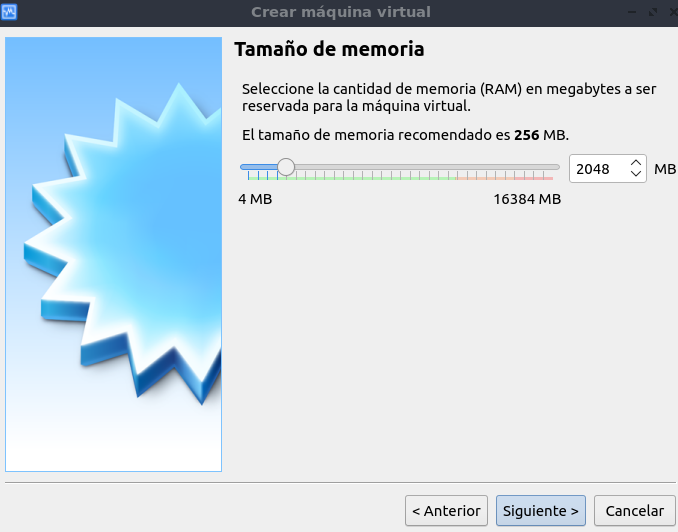 Crear máquina virtual
Tamaño de memoria
Seleccione la cantidad de memoria (RAM) en megabytes a ser
reservada para la máquina virtual.
El tamaño de memoria recomendado es 256 MB.
2048 MB
4 MB 16384 MB
< Anterior Siguiente > Cancelar